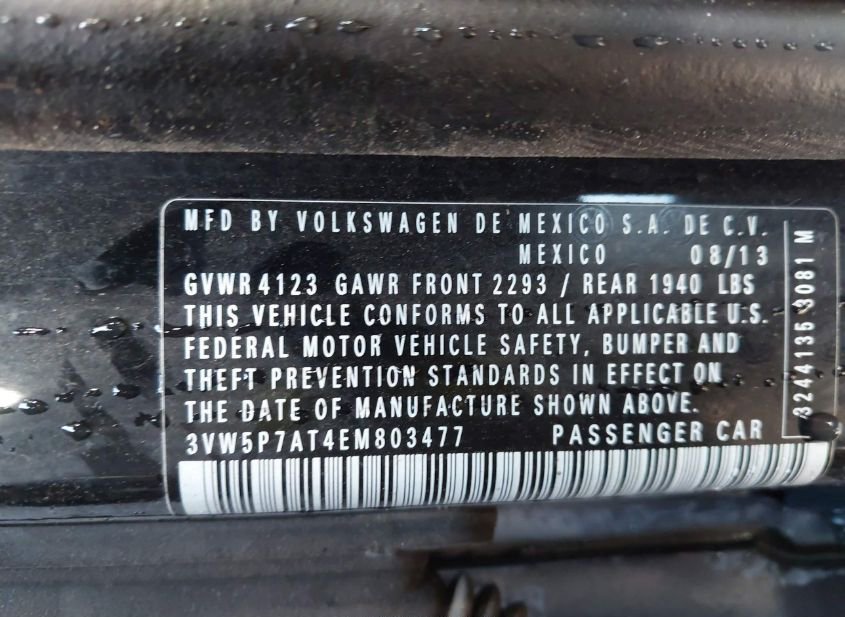 MFD BY VOLKSWAGEN DE MEXICO S.A. DE C.V.
MEXICO 08/13
GVWR 4123 GAWR FRONT 2293 / REAR 1940 LBS
THIS VEHICLE CONFORMS TO ALL APPLICABLE U.S.
FEDERAL MOTOR VEHICLE SAFETY, BUMPER AND
THEFT PREVENTION STANDARDS IN EFFECT ON
THE DATE OF MANUFACTURE SHOWN ABOVE.
3VW5P7AT4EM803477 PASSENGER CAR
3244135 3081 M